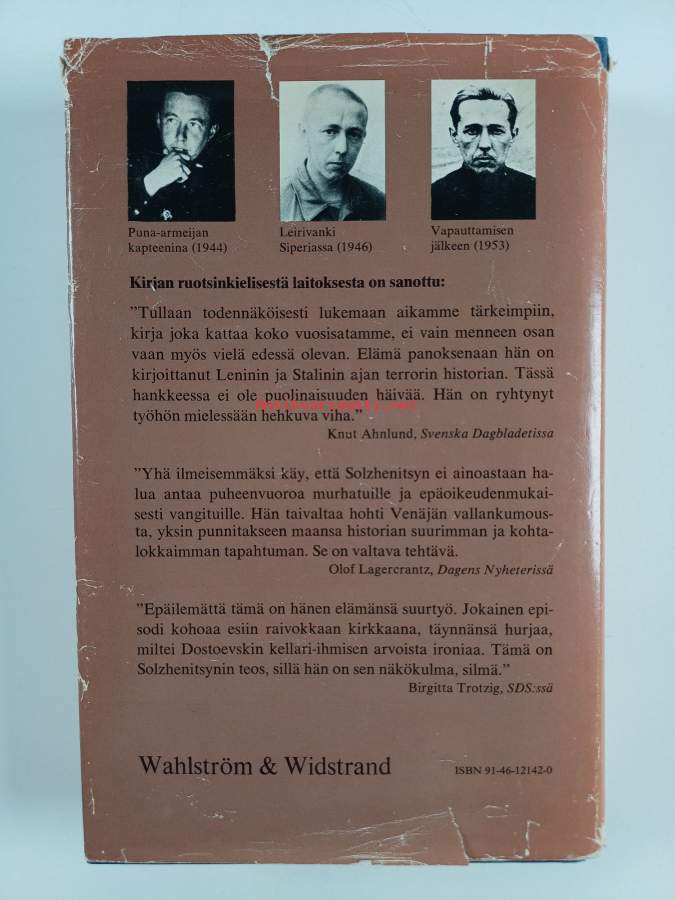 Puna-armeijan
kapteenina (1944)
Leirivanki
Siperiassa (1946)
Vapauttamisen
jälkeen (1953)
Kirjan ruotsinkielisestä laitoksesta on sanottu:
”Tullaan todennäköisesti lukemaan aikamme tärkeimpiin,
kirja joka kattaa koko vuosisatamme, ei vain menneen osan
vaan myös vielä edessä olevan. Elämä panoksenaan hän on
kirjoittanut Leninin ja Stalinin ajan terrorin historian. Tässä
hankkeessa ei ole puolinaisuuden häivää. Hän on ryhtynyt
työhön mielessään hehkuva viha.”
Knut Ahnlund, Svenska Dagbladetissa
”Yhä ilmeisemmäksi käy, että Solzhenitsyn ei ainoastaan ha-
lua antaa puheenvuoroa murhatuille ja epäoikeudenmukai-
sesti vangituille. Hän taivaltaa kohti Venäjän vallankumous-
ta, yksin punnitakseen maansa historian suurimman ja kohta-
lokkaimman tapahtuman. Se on valtava tehtävä.
Olof Lagercrantz, Dagens Nyheterissä
”Epäilemättä tämä on hänen elämänsä suurtyö. Jokainen epi-
sodi kohoaa esiin raivokkaan kirkkaana, täynnänsä hurjaa,
miltei Dostoevskin kellari-ihmisen arvoista ironiaa. Tämä on
Solzhenitsynin teos, sillä hän on sen näkökulma, silmä.”
Birgitta Trotzig, SDS:ssä
Wahlström & Widstrand
ISBN 91-46-12142-0